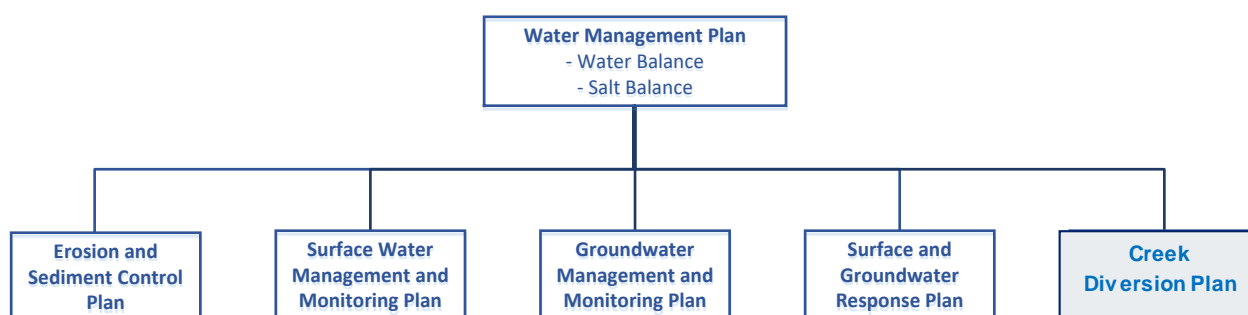 Water Management Plan
- Water Balance
- Salt Balance
Erosion and
Sediment Control
Plan
Surface Water
Management and
Monitoring Plan
Groundwater
Management and
Monitoring Plan
Surface and
Groundwater
Response Plan
Creek
Diversion Plan